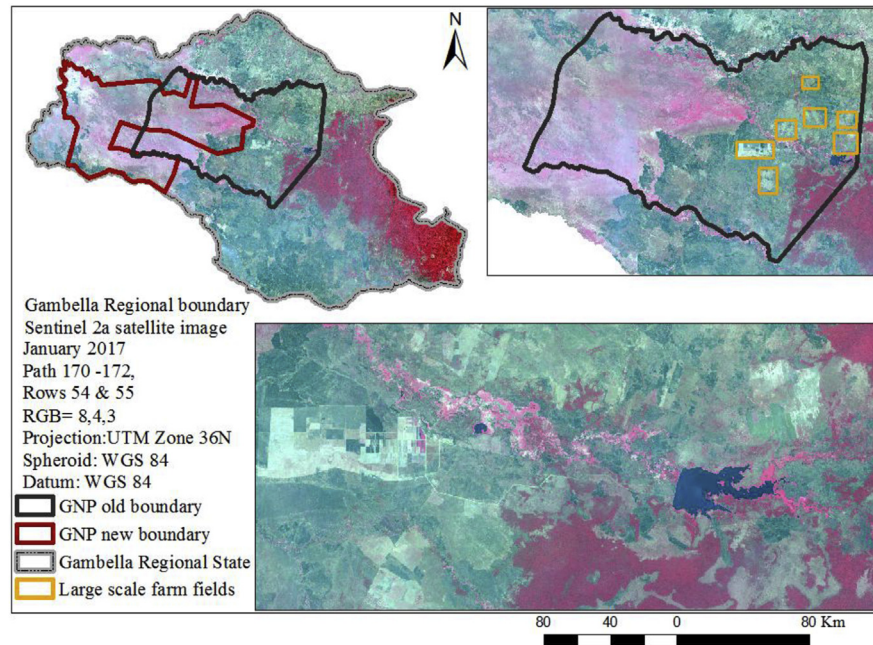 N
Gambella Regional boundary
Sentinel 2a satellite image
January 2017
Path 170 -172,
Rows 54 & 55
RGB= 8,4,3
Projection:UTM Zone 36N
Spheroid: WGS 84
Datum: WGS 84
GNP old boundary
GNP new boundary
Gambella Regional State
Large scale farm fields
80 40 0 80 Km